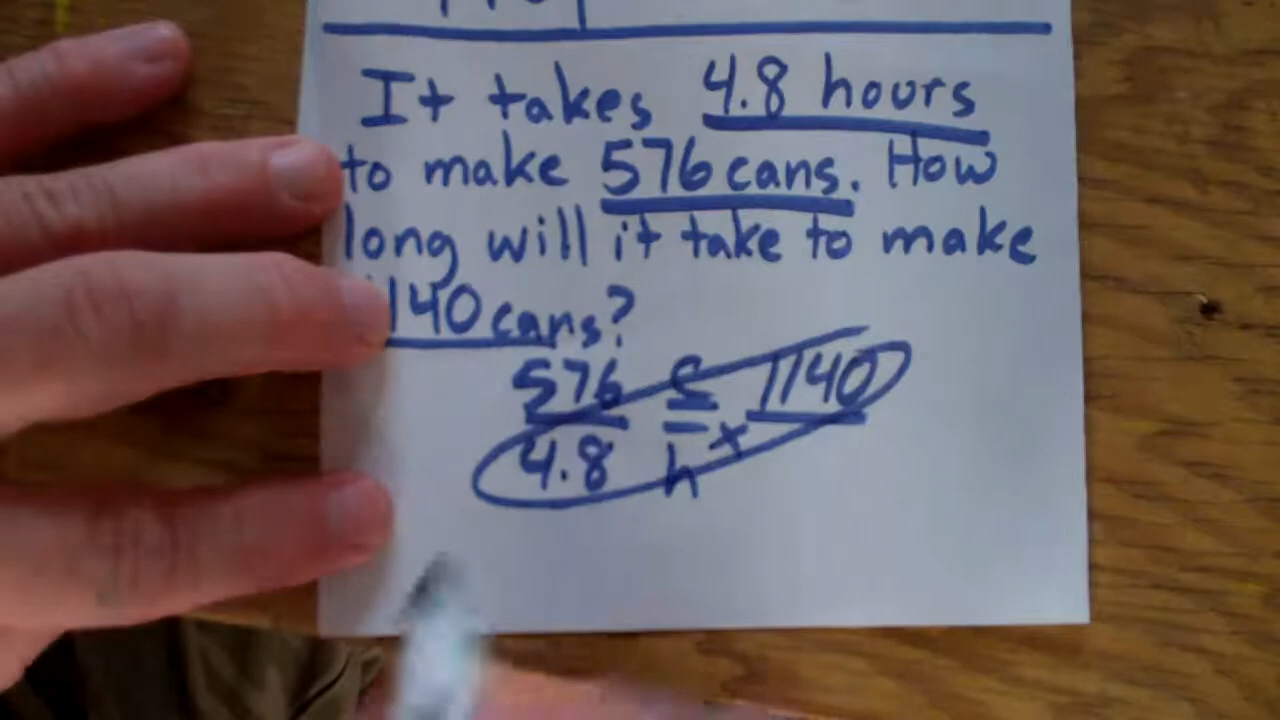 It takes 4.8 hours
to make 576 cans. How
long will it take to make
1140 cans?
576 c 1140
4.8 h x